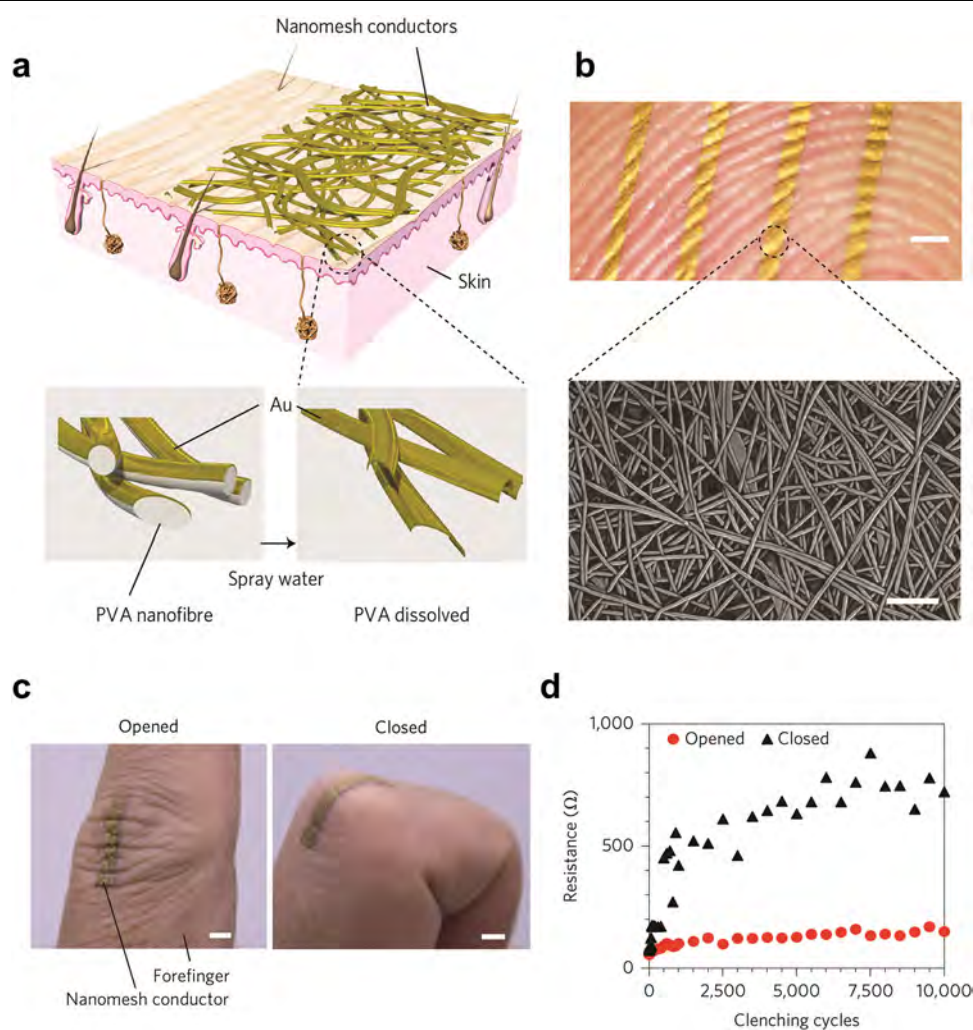 Nanomesh conductors
a
b
Skin
Au
Spray water
PVA nanofibre
PVA dissolved
c
Opened
Closed
Forefinger
Nanomesh conductor
d
1,000
Opened
Closed
Resistance (Ω)
500
0
0
2,500
5,000
7,500
10,000
Clenching cycles